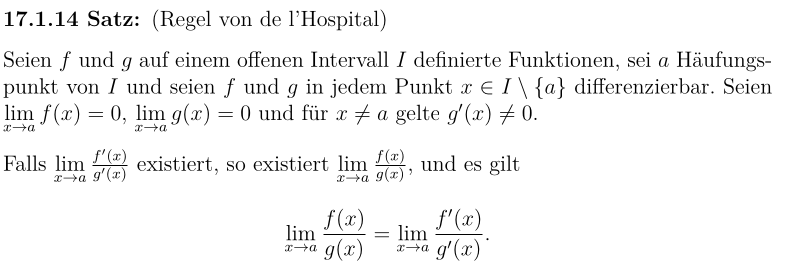 17.1.14 Satz: (Regel von de l'Hospital)
Seien f und g auf einem offenen Intervall I definierte Funktionen, sei a Häufungs-
punkt von I und seien f und g in jedem Punkt x ∈ I \ {a} differenzierbar. Seien
lim_{x→a} f(x) = 0, lim_{x→a} g(x) = 0 und für x ≠ a gelte g′(x) ≠ 0.
Falls lim_{x→a} f′(x)/g′(x) existiert, so existiert lim_{x→a} f(x)/g(x), und es gilt
lim_{x→a} f(x)/g(x) = lim_{x→a} f′(x)/g′(x).